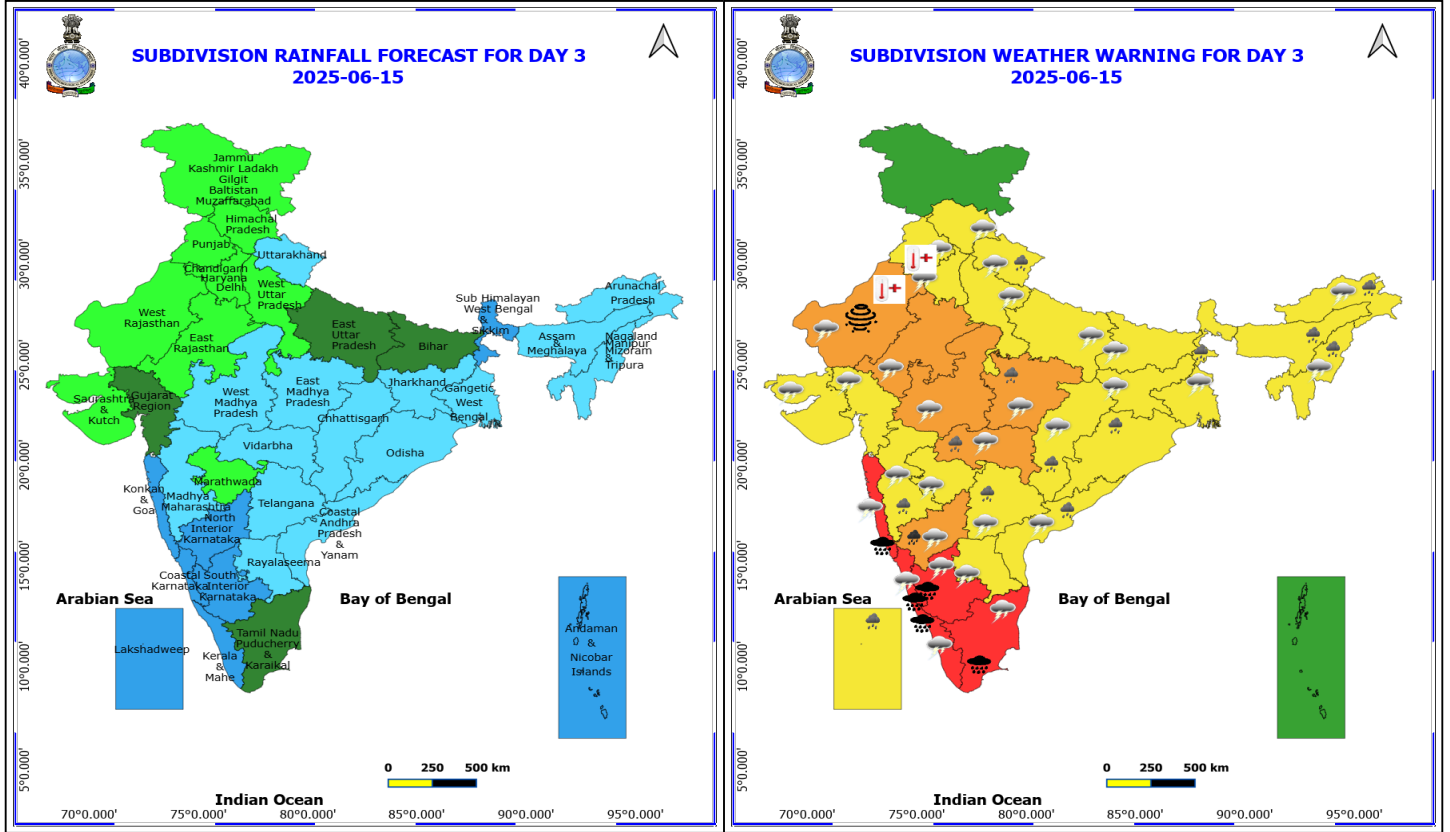 SUBDIVISION RAINFALL FORECAST FOR DAY 3
2025-06-15
40°0.000'
35°0.000'
30°0.000'
25°0.000'
20°0.000'
15°0.000'
10°0.000'
5°0.000'
Jammu
Kashmir Ladakh
Gilgit
Baltistan
Muzaffarabad
Himachal
Pradesh
Punjab
Uttarakhand
Chandigarh
Haryana
Delhi
West
Uttar
Pradesh
West
Rajasthan
East
Rajasthan
East
Uttar
Pradesh
Bihar
Sub Himalayan
West Bengal
&
Sikkim
Arunachal
Pradesh
Assam
&
Meghalaya
Nagaland
Manipur
Mizoram
&
Tripura
Saurashtra
&
Kutch
Gujarat
Region
West
Madhya
Pradesh
East
Madhya
Pradesh
Jharkhand
Gangetic
West
Bengal
Chhattisgarh
Vidarbha
Odisha
Konkan
&
Goa
Madhya
Maharashtra
Marathwada
Telangana
North
Interior
Karnataka
Coastal
Andhra
Pradesh
&
Yanam
Rayalaseema
Coastal
Karnataka
South
Interior
Karnataka
Arabian Sea
Bay of Bengal
Lakshadweep
Kerala
&
Mahe
Tamil Nadu
Puducherry
&
Karaikal
Andaman
&
Nicobar
Islands
0 250 500 km
Indian Ocean
70°0.000' 75°0.000' 80°0.000' 85°0.000' 90°0.000' 95°0.000'
SUBDIVISION WEATHER WARNING FOR DAY 3
2025-06-15
40°0.000'
35°0.000'
30°0.000'
25°0.000'
20°0.000'
15°0.000'
10°0.000'
5°0.000'
Arabian Sea
Bay of Bengal
0 250 500 km
Indian Ocean
70°0.000' 75°0.000' 80°0.000' 85°0.000' 90°0.000' 95°0.000'